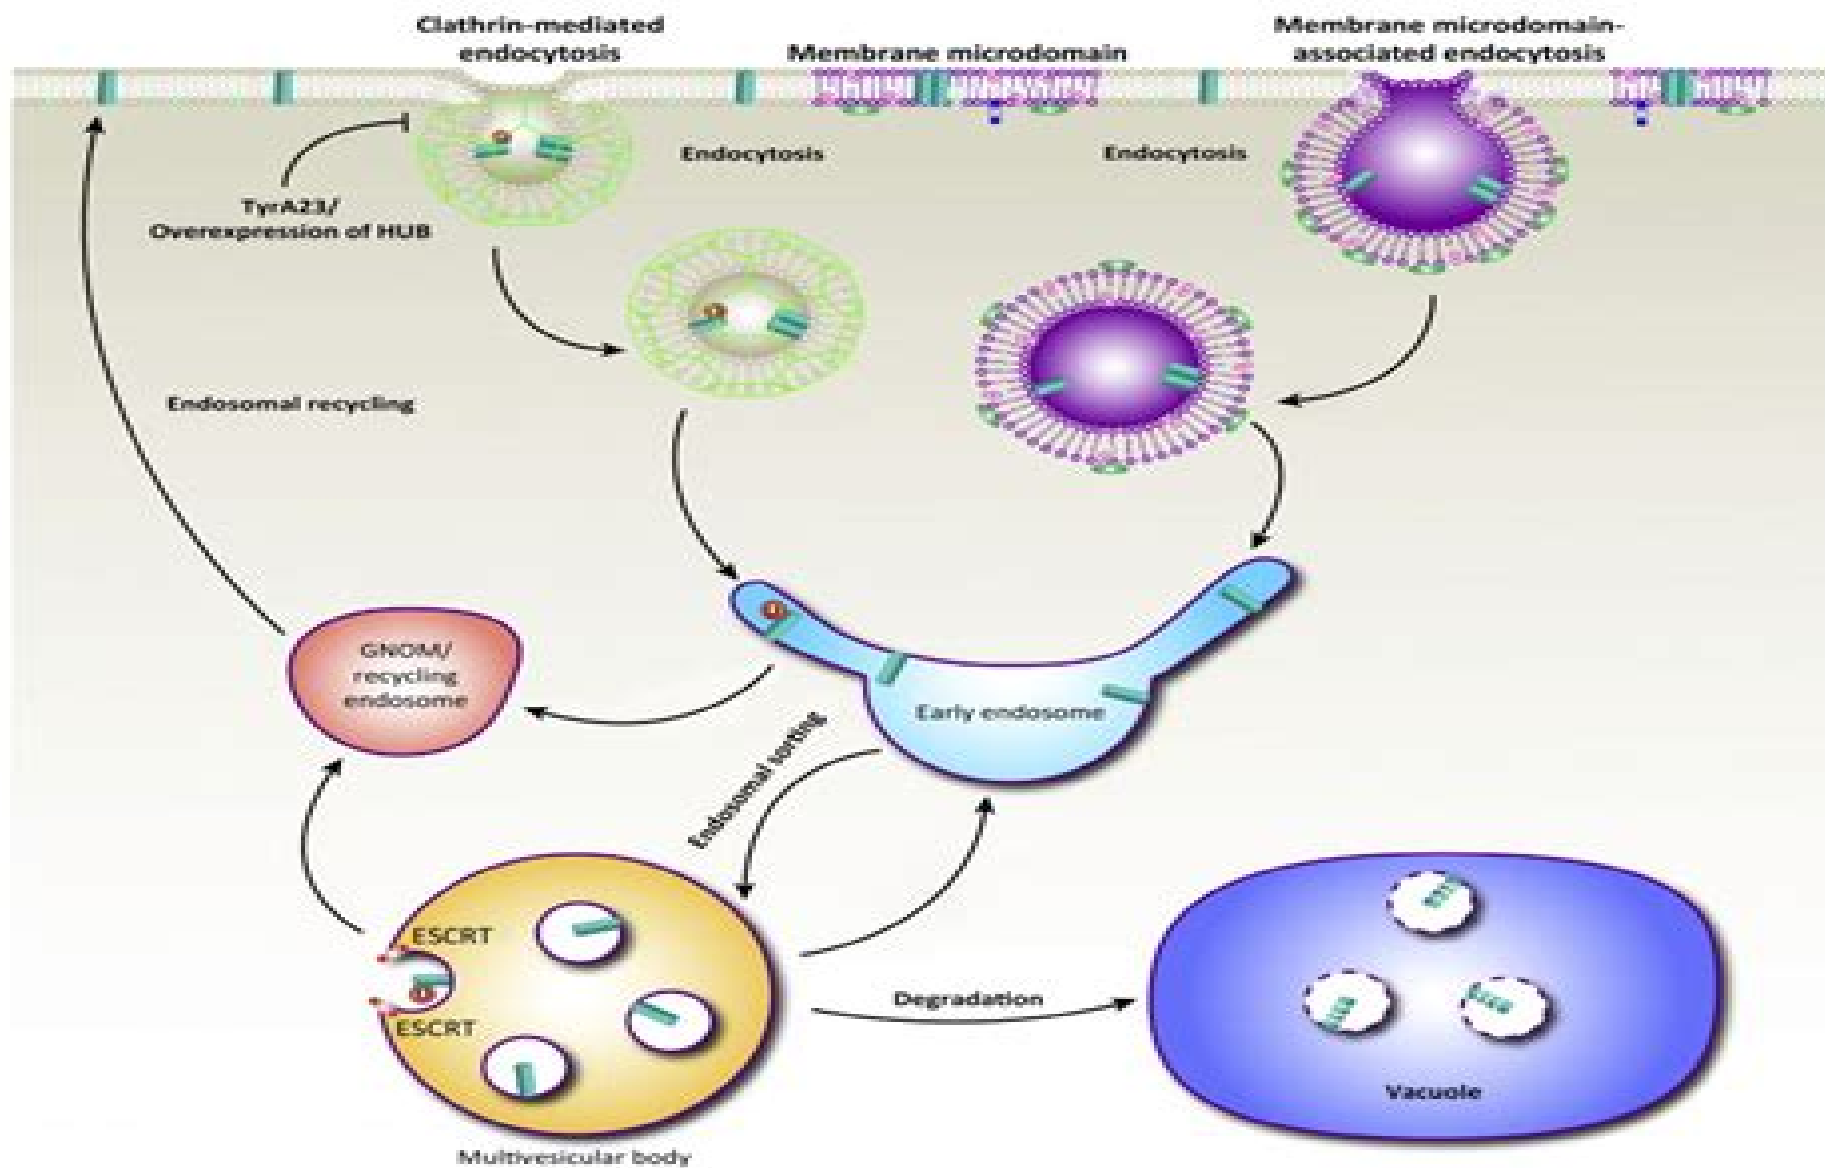 Clathrin-mediated
endocytosis
Membrane microdomain
Membrane microdomain-
associated endocytosis
Endocytosis
Endocytosis
TyrA23/
Overexpression of HUB
Endosomal recycling
GNOM/
recycling
endosome
Early endosome
Endosomal sorting
ESCRT
ESCRT
Degradation
Vacuole
Multivesicular body